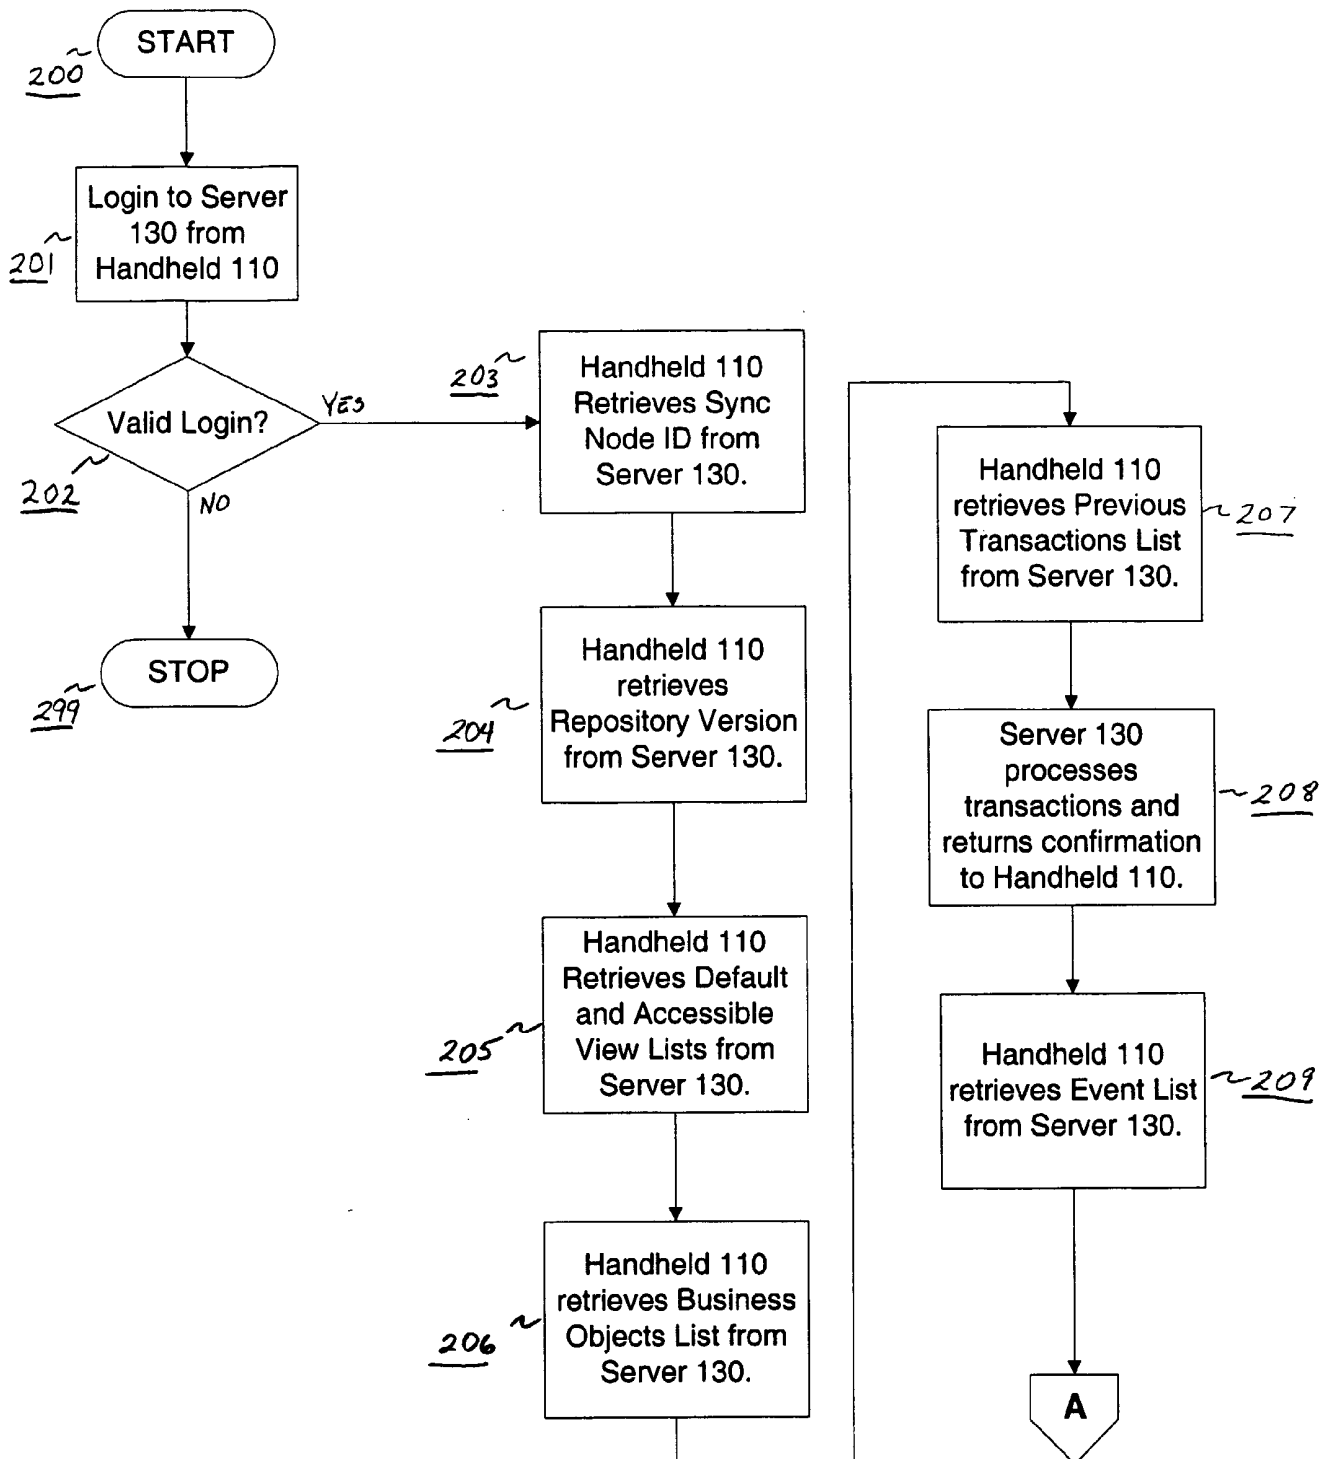 START
200
Login to Server
130 from
Handheld 110
201
Valid Login?
YES
202
NO
STOP
299
203
Handheld 110
Retrieves Sync
Node ID from
Server 130.
Handheld 110
retrieves
Repository Version
from Server 130.
204
Handheld 110
Retrieves Default
and Accessible
View Lists from
Server 130.
205
Handheld 110
retrieves Business
Objects List from
Server 130.
206
Handheld 110
retrieves Previous
Transactions List
from Server 130.
207
Server 130
processes
transactions and
returns confirmation
to Handheld 110.
208
Handheld 110
retrieves Event List
from Server 130.
209
A